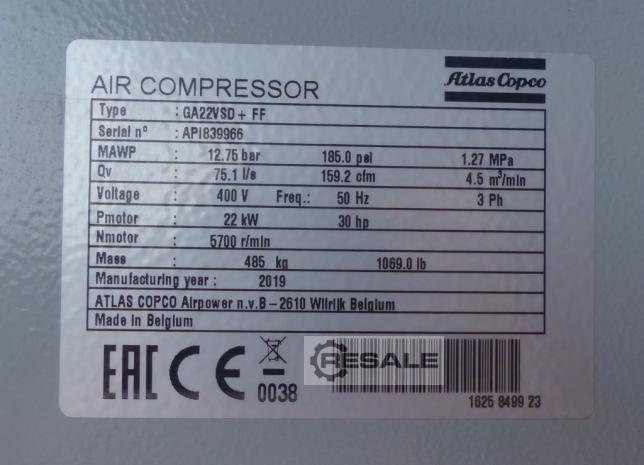 Atlas Copco
AIR COMPRESSOR
Type : GA22VSD+ FF
Serial nº : API839966
MAWP : 12.75 bar 185.0 psi 1.27 MPa
Qv : 75.1 l/s 159.2 cfm 4.5 m³/min
Voltage : 400 V Freq.: 50 Hz 3 Ph
Pmotor : 22 kW 30 hp
Nmotor : 5700 r/min
Mass : 485 kg 1069.0 lb
Manufacturing year : 2019
ATLAS COPCO Airpower n.v.B – 2610 Wilrijk Belgium
Made in Belgium
EAC CE 0038
RESALE
1625 8499 23